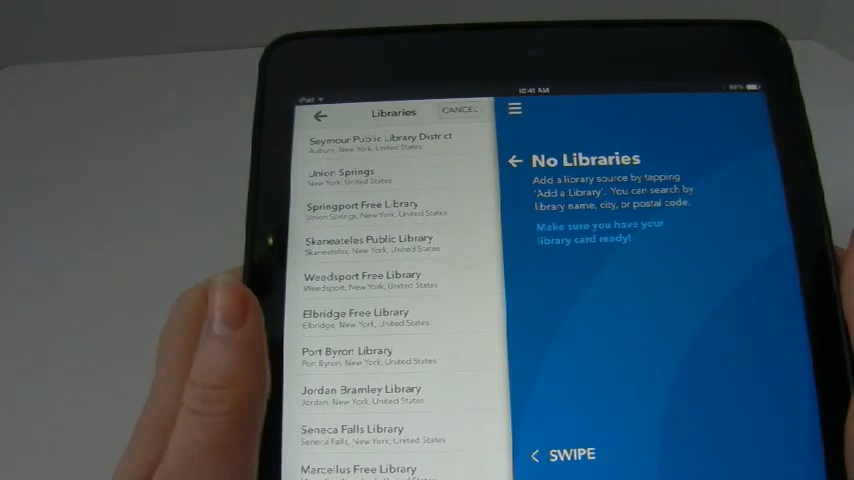 iPad
10:41 AM
Libraries
CANCEL
Seymour Public Library District
Auburn, New York, United States
Union Springs
New York, United States
Springport Free Library
Union Springs, New York, United States
Skaneateles Public Library
Skaneateles, New York, United States
Weedsport Free Library
Weedsport, New York, United States
Elbridge Free Library
Elbridge, New York, United States
Port Byron Library
Port Byron, New York, United States
Jordan Bramley Library
Jordan, New York, United States
Seneca Falls Library
Seneca Falls, New York, United States
Marcellus Free Library
No Libraries
Add a library source by tapping
'Add a Library'. You can search by
library name, city, or postal code.
Make sure you have your
library card ready!
SWIPE